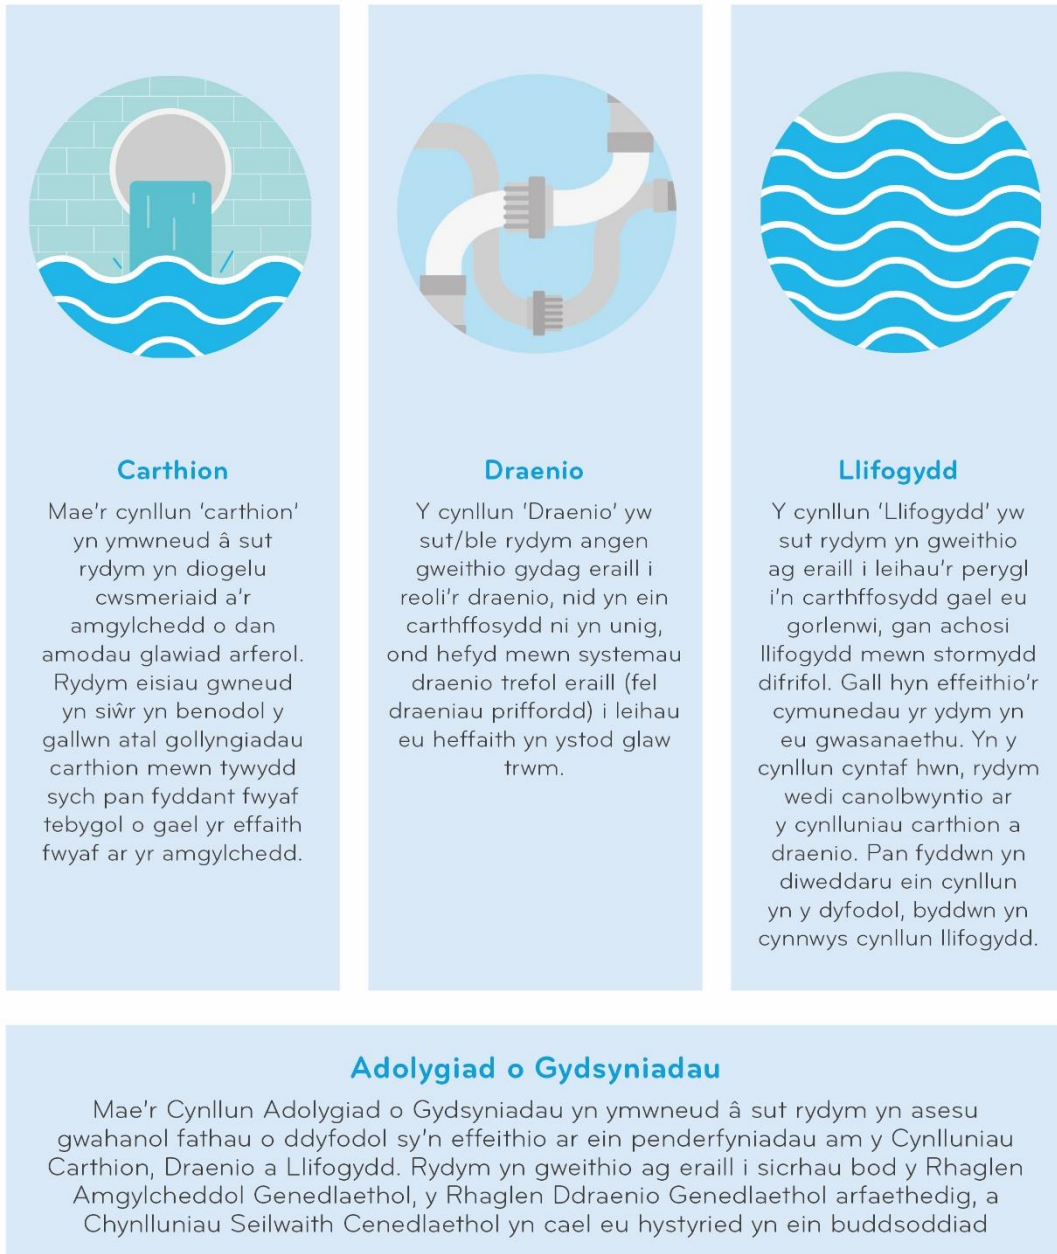 Carthion
Mae'r cynllun 'carthion'
yn ymwneud â sut
rydym yn diogelu
cwsmeriaid a'r
amgylchedd o dan
amodau glawiad arferol.
Rydym eisiau gwneud
yn siŵr yn benodol y
gallwn atal gollyngiadau
carthion mewn tywydd
sych pan fyddant fwyaf
tebygol o gael yr effaith
fwyaf ar yr amgylchedd.
Draenio
Y cynllun 'Draenio' yw
sut/ble rydym angen
gweithio gydag eraill i
reoli'r draenio, nid yn ein
carthffosydd ni yn unig,
ond hefyd mewn systemau
draenio trefol eraill (fel
draeniau priffordd) i leihau
eu heffaith yn ystod glaw
trwm.
Llifogydd
Y cynllun 'Llifogydd' yw
sut rydym yn gweithio
ag eraill i leihau'r perygl
i'n carthffosydd gael eu
gorlenwi, gan achosi
llifogydd mewn stormydd
difrifol. Gall hyn effeithio'r
cymunedau yr ydym yn
eu gwasanaethu. Yn y
cynllun cyntaf hwn, rydym
wedi canolbwyntio ar
y cynlluniau carthion a
draenio. Pan fyddwn yn
diweddaru ein cynllun
yn y dyfodol, byddwn yn
cynnwys cynllun llifogydd.
Adolygiad o Gydsyniadau
Mae'r Cynllun Adolygiad o Gydsyniadau yn ymwneud â sut rydym yn asesu
gwahanol fathau o ddyfodol sy'n effeithio ar ein penderfyniadau am y Cynlluniau
Carthion, Draenio a Llifogydd. Rydym yn gweithio ag eraill i sicrhau bod y Rhaglen
Amgylcheddol Genedlaethol, y Rhaglen Ddraenio Genedlaethol arfaethedig, a
Chynlluniau Seilwaith Cenedlaethol yn cael eu hystyried yn ein buddsoddiad